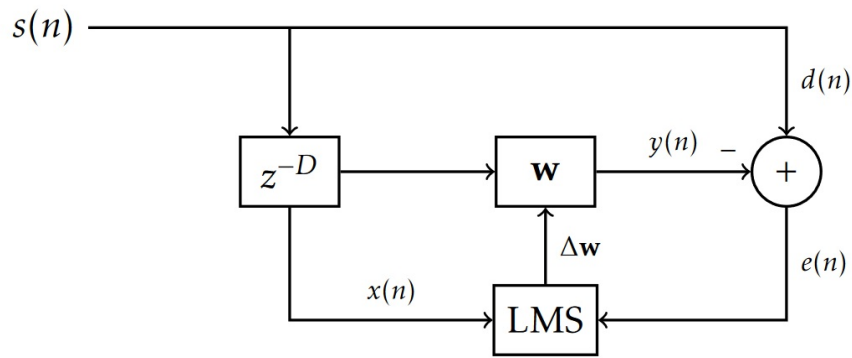 s(n)
d(n)
z^{-D}
w
y(n)
−
+
Δw
e(n)
x(n)
LMS